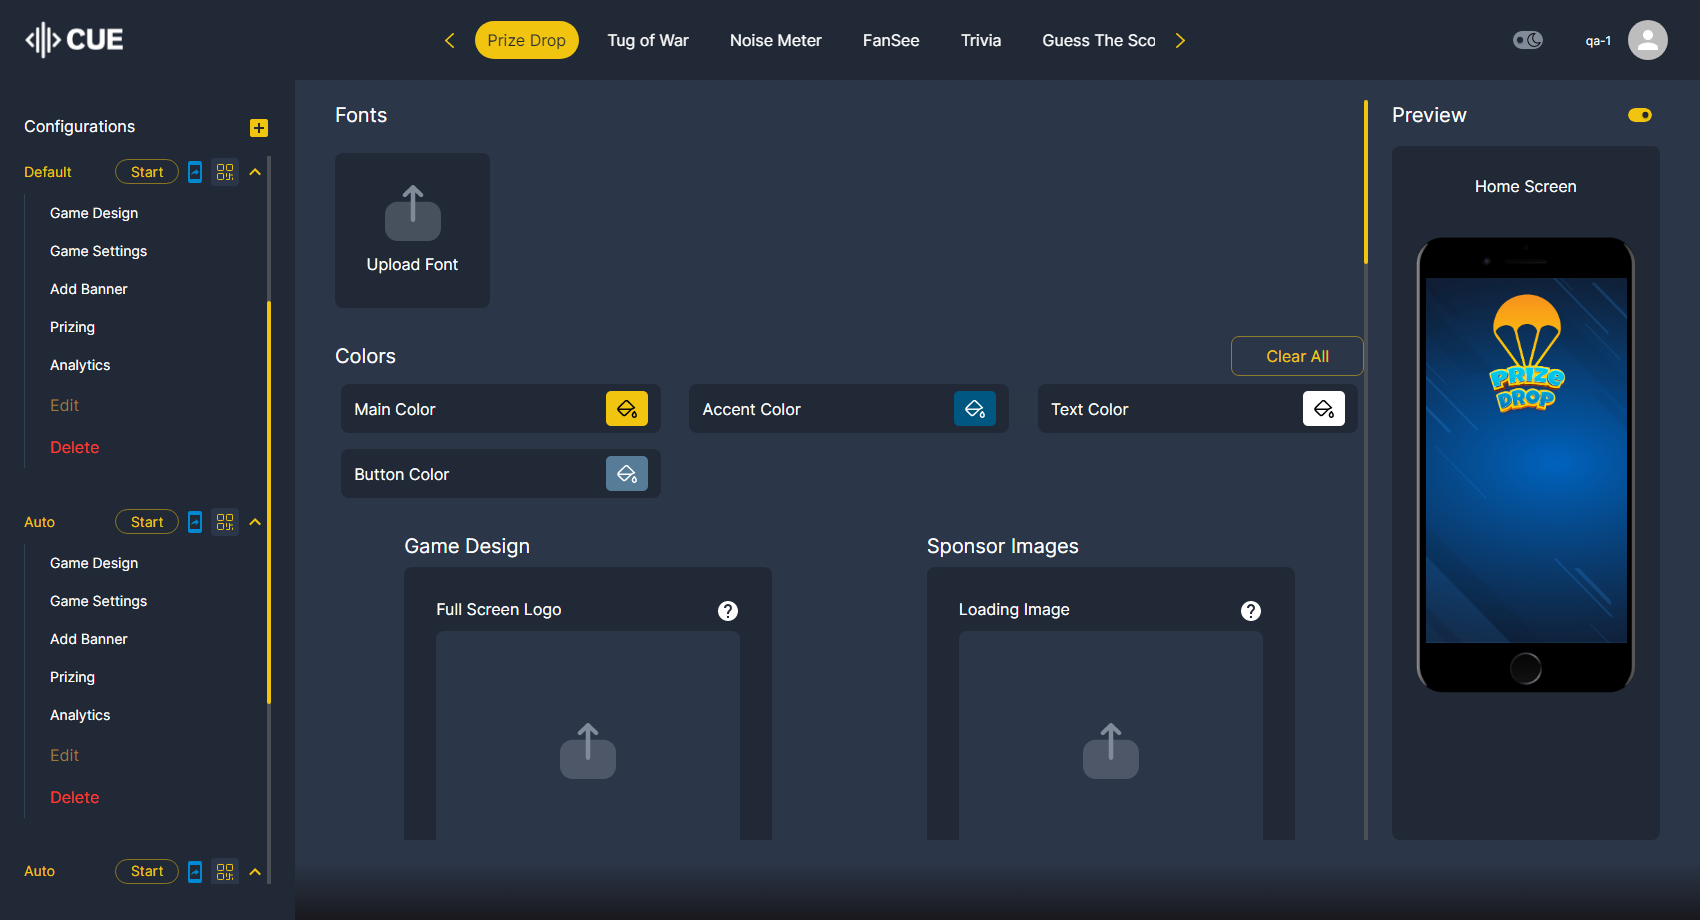 CUE
Prize Drop
Tug of War
Noise Meter
FanSee
Trivia
Guess The Sco
qa-1
Configurations
Default
Start
Game Design
Game Settings
Add Banner
Prizing
Analytics
Edit
Delete
Auto
Start
Game Design
Game Settings
Add Banner
Prizing
Analytics
Edit
Delete
Auto
Start
Fonts
Upload Font
Colors
Clear All
Main Color
Accent Color
Text Color
Button Color
Game Design
Full Screen Logo
?
Sponsor Images
Loading Image
?
Preview
Home Screen
PRIZE
DROP